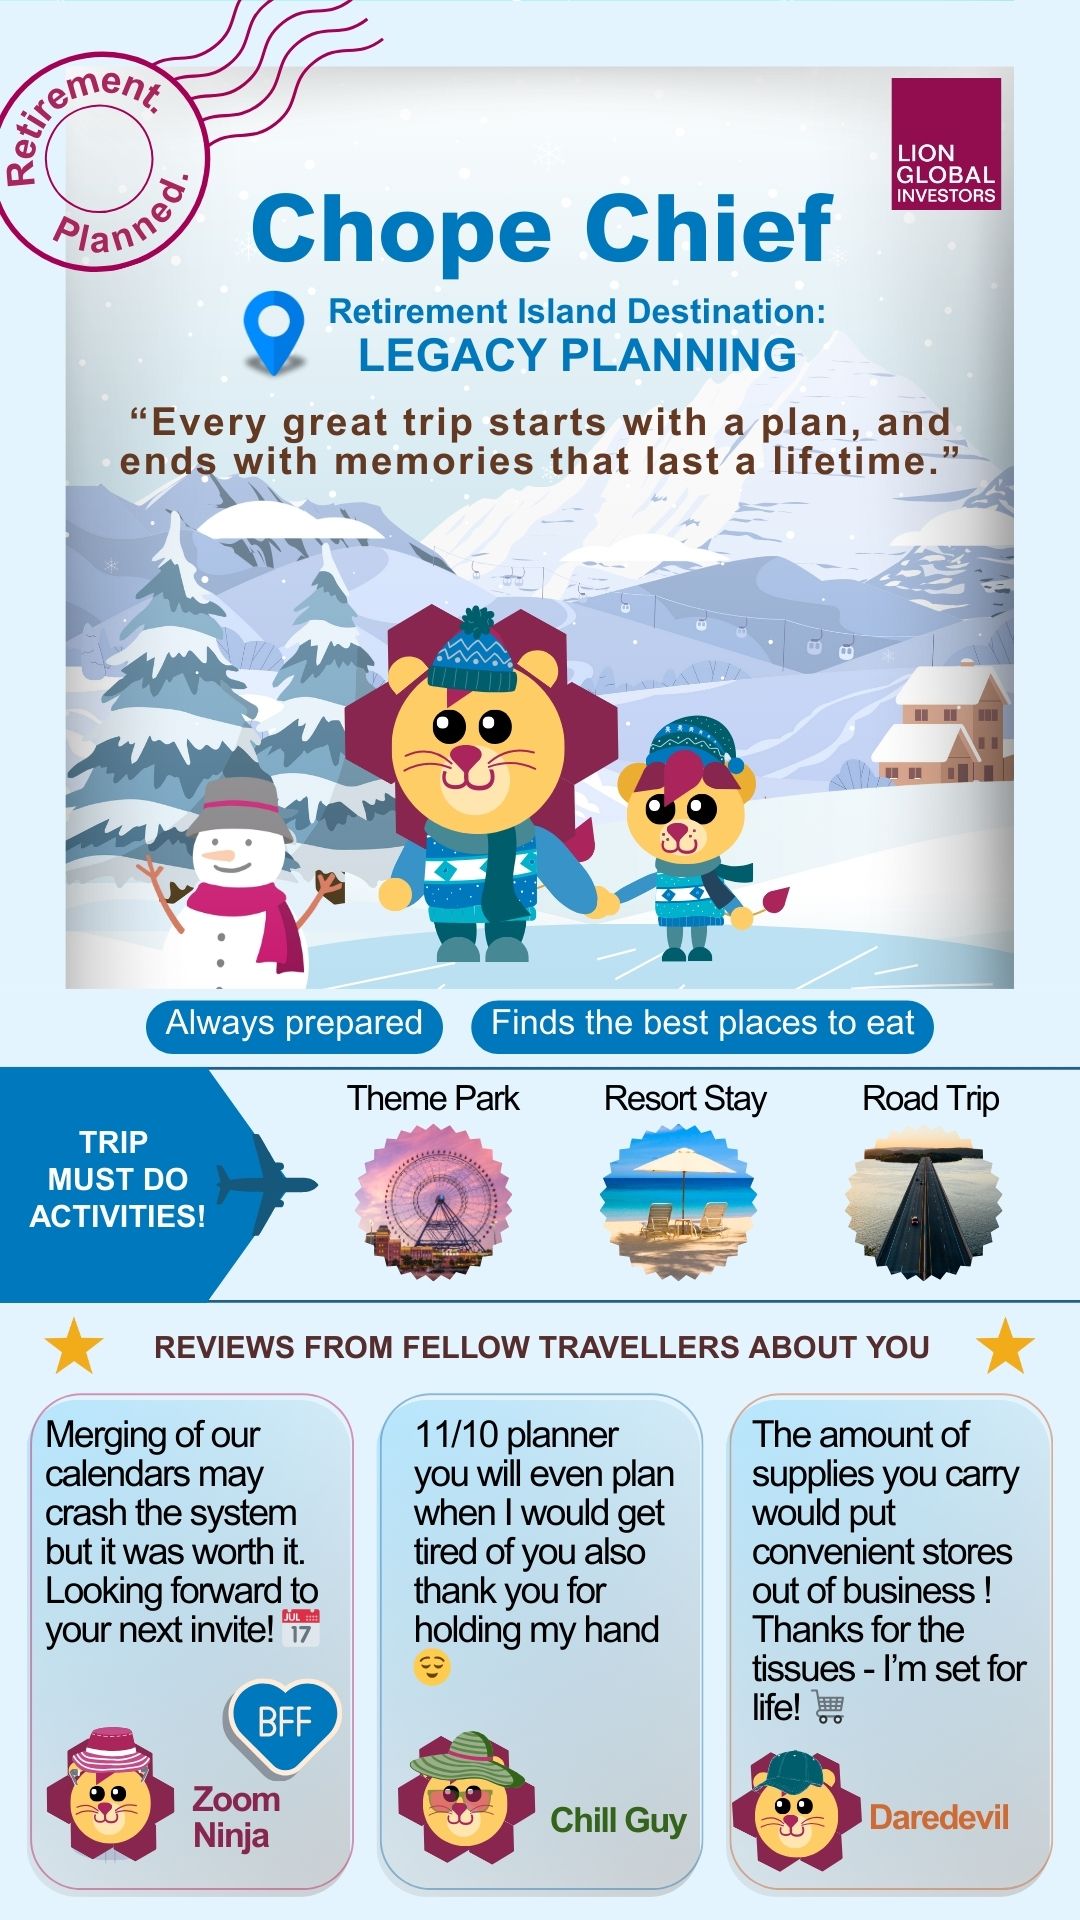 Retirement.
Planned.
LION
GLOBAL
INVESTORS
Chope Chief
Retirement Island Destination:
LEGACY PLANNING
“Every great trip starts with a plan, and
ends with memories that last a lifetime.”
Always prepared
Finds the best places to eat
TRIP
MUST DO
ACTIVITIES!
Theme Park
Resort Stay
Road Trip
REVIEWS FROM FELLOW TRAVELLERS ABOUT YOU
Merging of our
calendars may
crash the system
but it was worth it.
Looking forward to
your next invite! 📅
JUL
17
BFF
Zoom
Ninja
11/10 planner
you will even plan
when I would get
tired of you also
thank you for
holding my hand
😌
Chill Guy
The amount of
supplies you carry
would put
convenient stores
out of business !
Thanks for the
tissues - I’m set for
life! 🛒
Daredevil